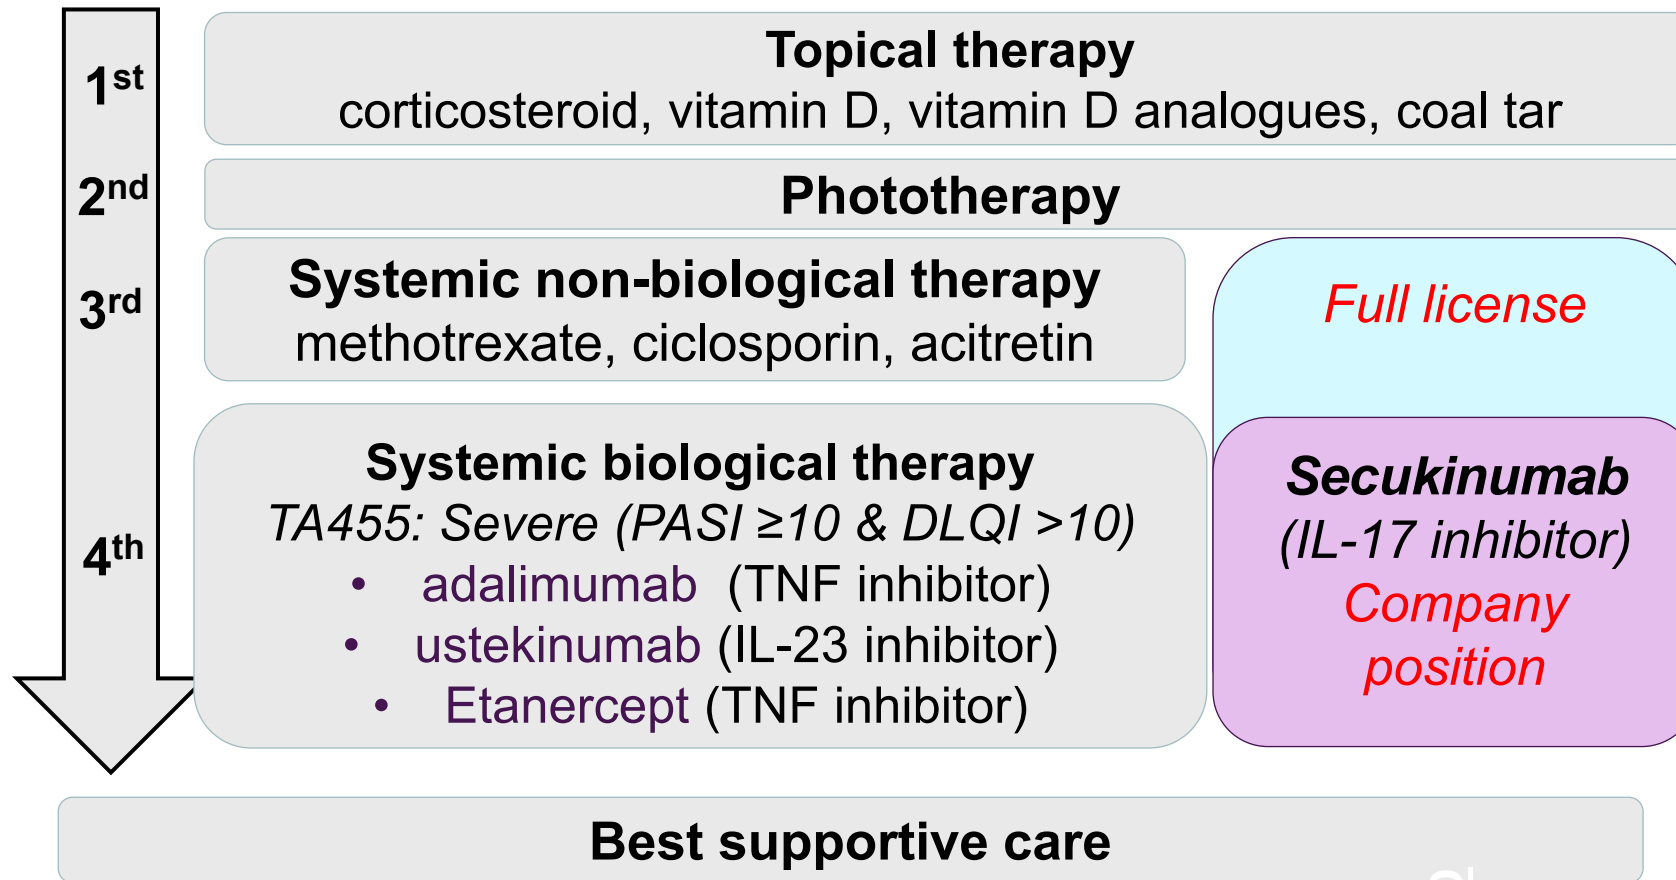 1st
Topical therapy
corticosteroid, vitamin D, vitamin D analogues, coal tar
2nd
Phototherapy
3rd
Systemic non-biological therapy
methotrexate, ciclosporin, acitretin
Full license
4th
Systemic biological therapy
TA455: Severe (PASI ≥10 & DLQI >10)
• adalimumab (TNF inhibitor)
• ustekinumab (IL-23 inhibitor)
• Etanercept (TNF inhibitor)
Secukinumab
(IL-17 inhibitor)
Company
position
Best supportive care